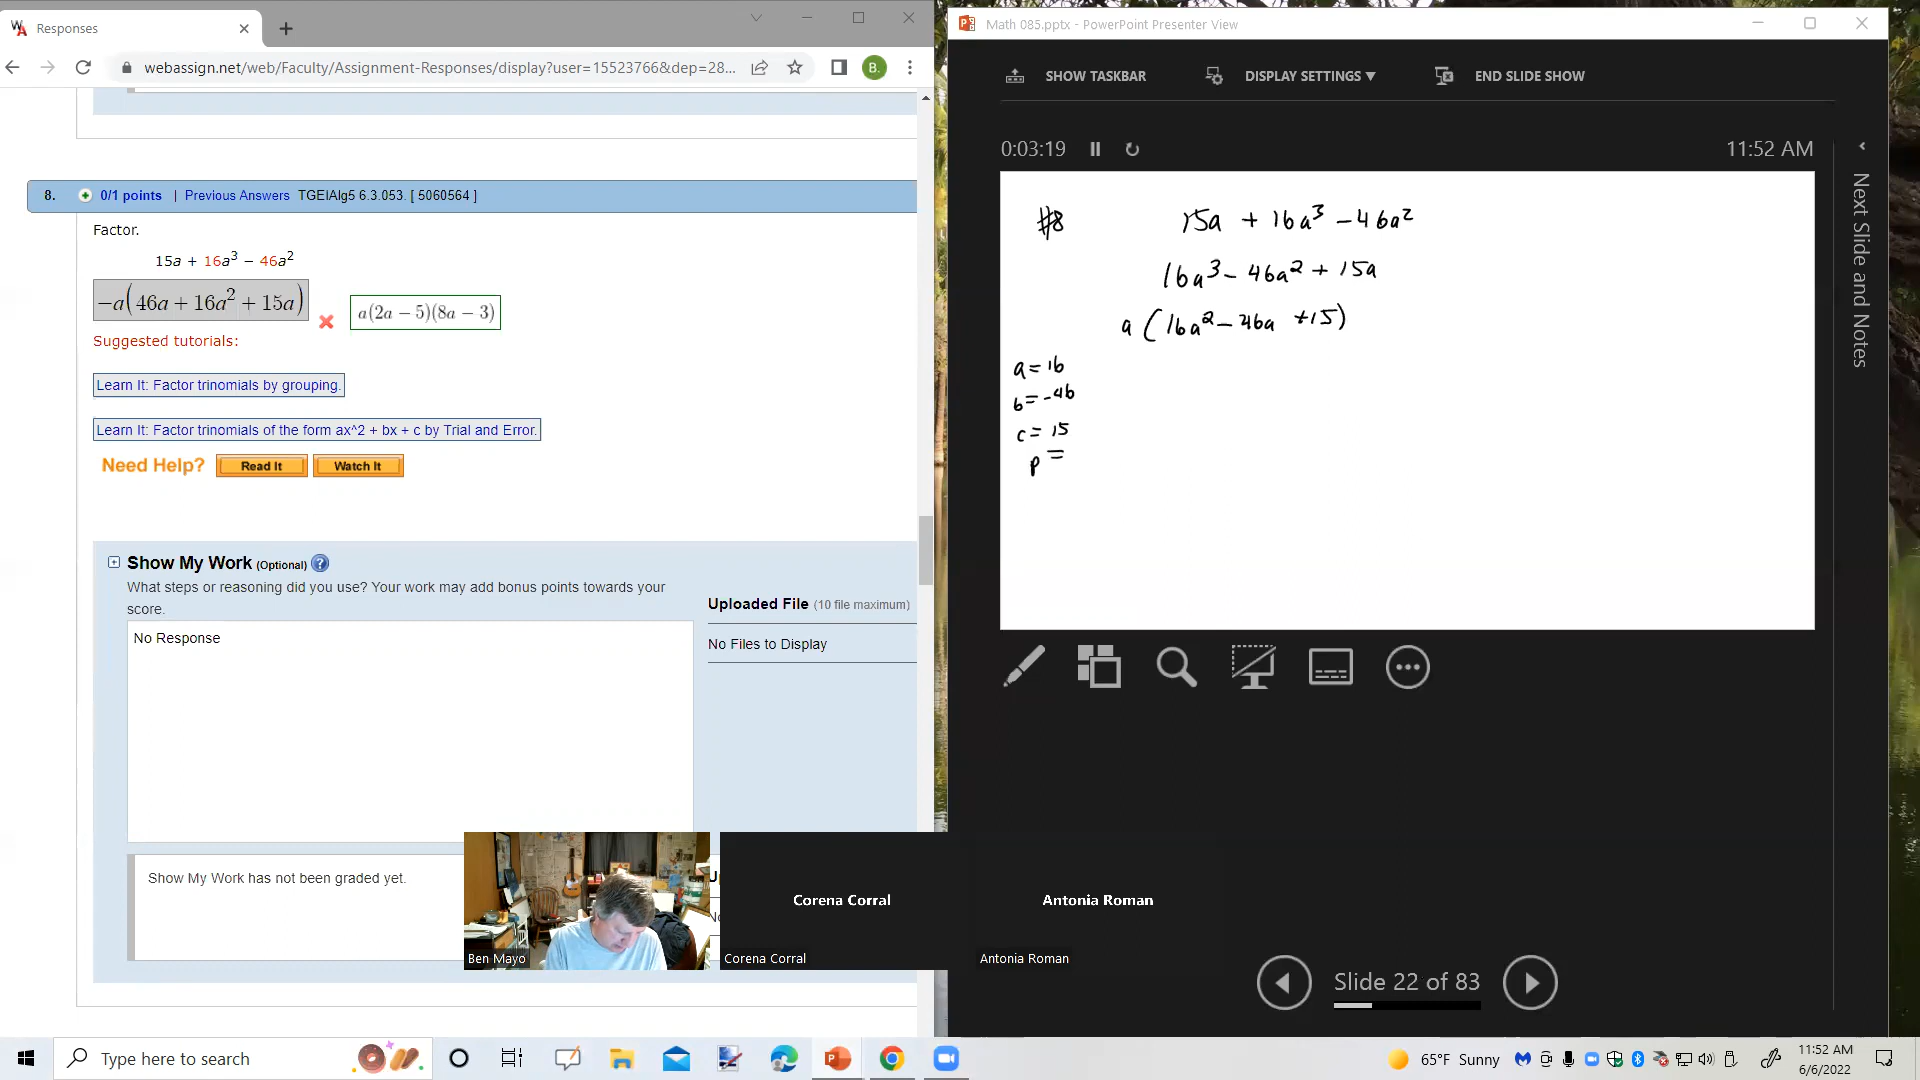 Responses
webassign.net/web/Faculty/Assignment-Responses/display?user=15523766&dep=28...
B.
8. 0/1 points | Previous Answers TGEIAlg5 6.3.053. [ 5060564 ]
Factor.
15a + 16a³ − 46a²
−a(46a + 16a² + 15a)
a(2a − 5)(8a − 3)
Suggested tutorials:
Learn It: Factor trinomials by grouping.
Learn It: Factor trinomials of the form ax^2 + bx + c by Trial and Error.
Need Help? Read It Watch It
Show My Work (Optional) ?
What steps or reasoning did you use? Your work may add bonus points towards your
score.
No Response
Uploaded File (10 file maximum)
No Files to Display
Show My Work has not been graded yet.
Math 085.pptx - PowerPoint Presenter View
SHOW TASKBAR DISPLAY SETTINGS ▼ END SLIDE SHOW
0:03:19 11:52 AM
#8 15a + 16a³ − 46a²
16a³ − 46a² + 15a
a (16a² − 46a + 15)
a = 16
b = -46
c = 15
p =
Next Slide and Notes
Slide 22 of 83
Ben Mayo
Corena Corral
Corena Corral
Antonia Roman
Antonia Roman
Type here to search
65°F Sunny
11:52 AM
6/6/2022